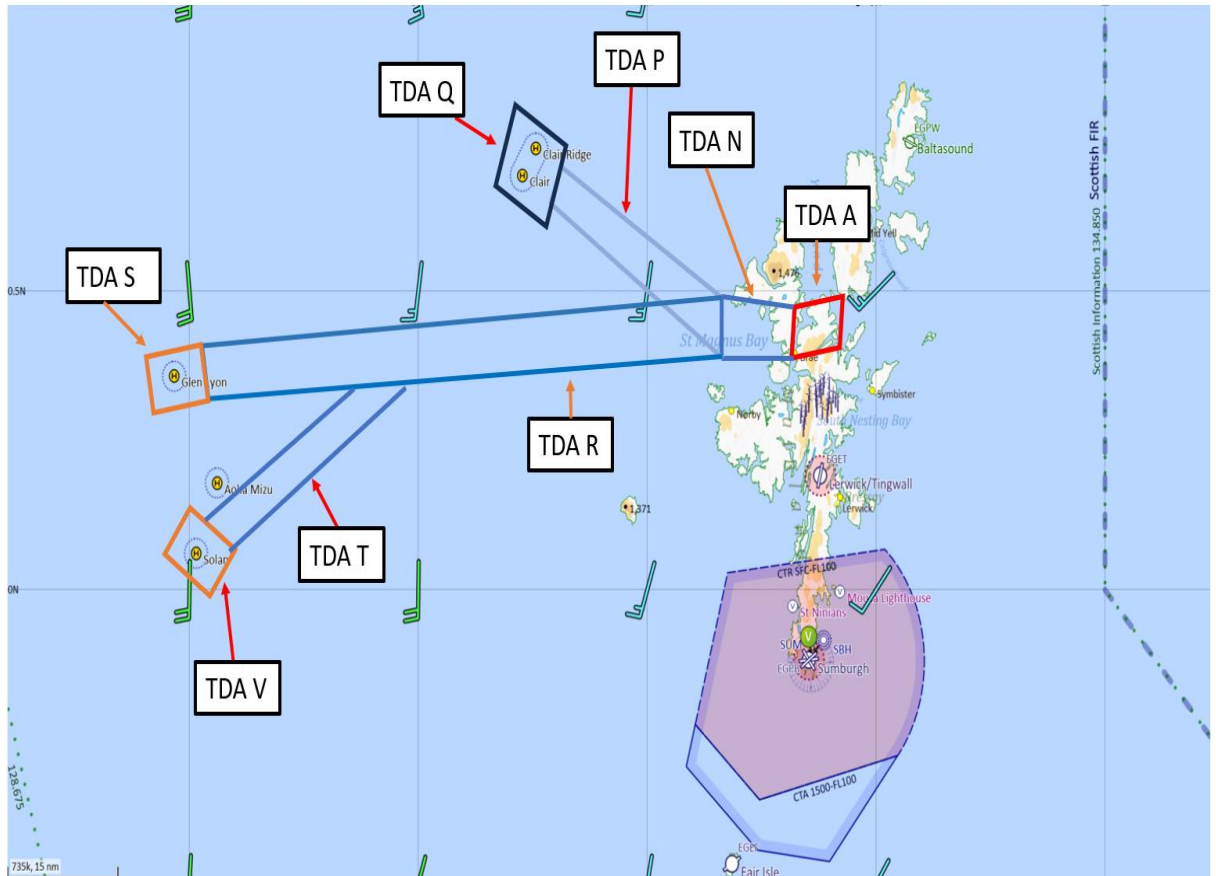 TDA P
TDA Q
TDA N
TDA A
TDA S
TDA R
TDA T
TDA V
Clair Ridge
Clair
EGPW
Baltasound
Mid Yell
1,476
0.5N
St Magnus Bay
Brae
Glen Lyon
Symbister
South Nesting Bay
EGET
Lerwick/Tingwall
Lerwick
1,371
Aoka Mizu
Solan
0N
CTR SFC-FL100
Mousa Lighthouse
St Ninians
SUM
SBH
Sumburgh
CTA 1500-FL100
Fair Isle
Scottish FIR
Scottish Information 134.850
128.675
735k, 15 nm